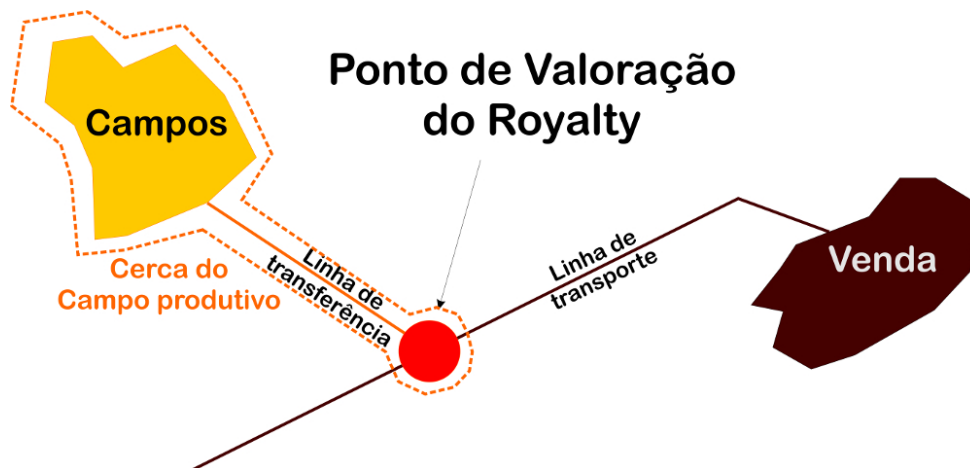 Ponto de Valoração
do Royalty
Campos
Cerca do
Campo produtivo
Linha de
transferência
Linha de
transporte
Venda